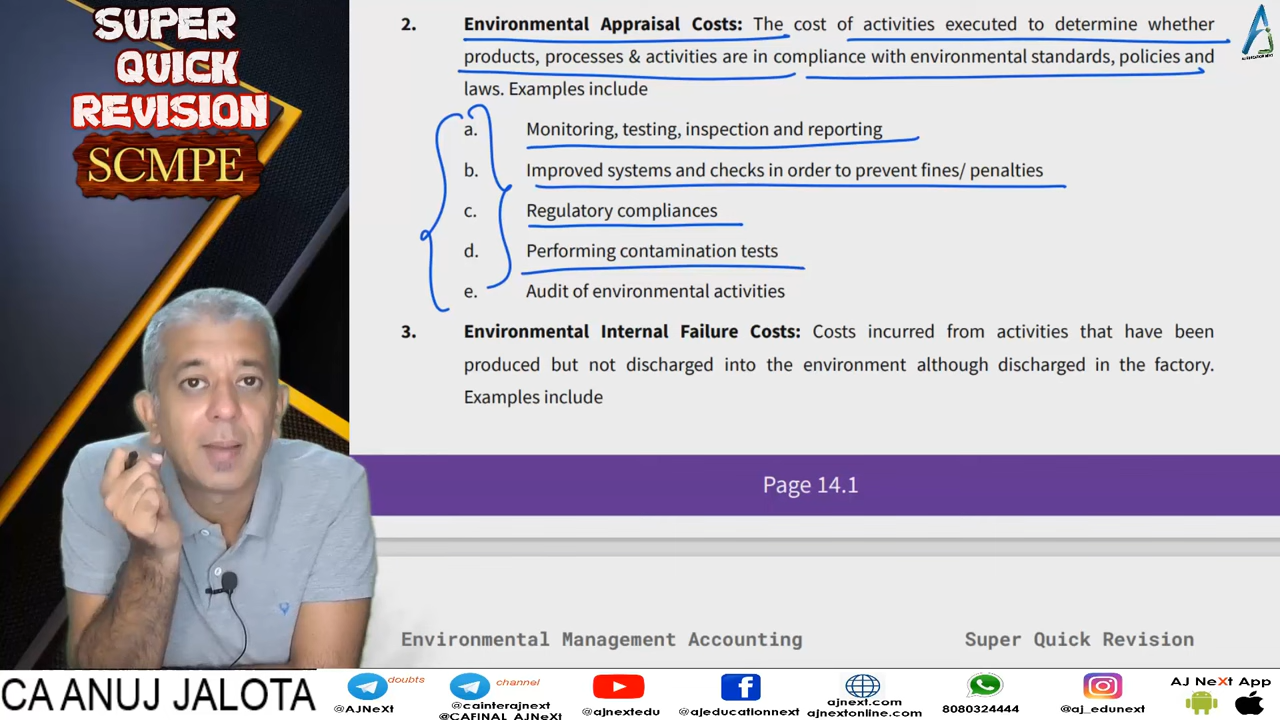 SUPER
QUICK
REVISION
SCMPE
2. Environmental Appraisal Costs: The cost of activities executed to determine whether
products, processes & activities are in compliance with environmental standards, policies and
laws. Examples include
a. Monitoring, testing, inspection and reporting
b. Improved systems and checks in order to prevent fines/ penalties
c. Regulatory compliances
d. Performing contamination tests
e. Audit of environmental activities
3. Environmental Internal Failure Costs: Costs incurred from activities that have been
produced but not discharged into the environment although discharged in the factory.
Examples include
Page 14.1
Environmental Management Accounting Super Quick Revision
CA ANUJ JALOTA
doubts
@AJNeXt
channel
@cainterajnext
@CAFINAL_AJNeXt
@ajnextedu
@ajeducationnext
ajnext.com
ajnextonline.com
8080324444
@aj_edunext
AJ NeXt App